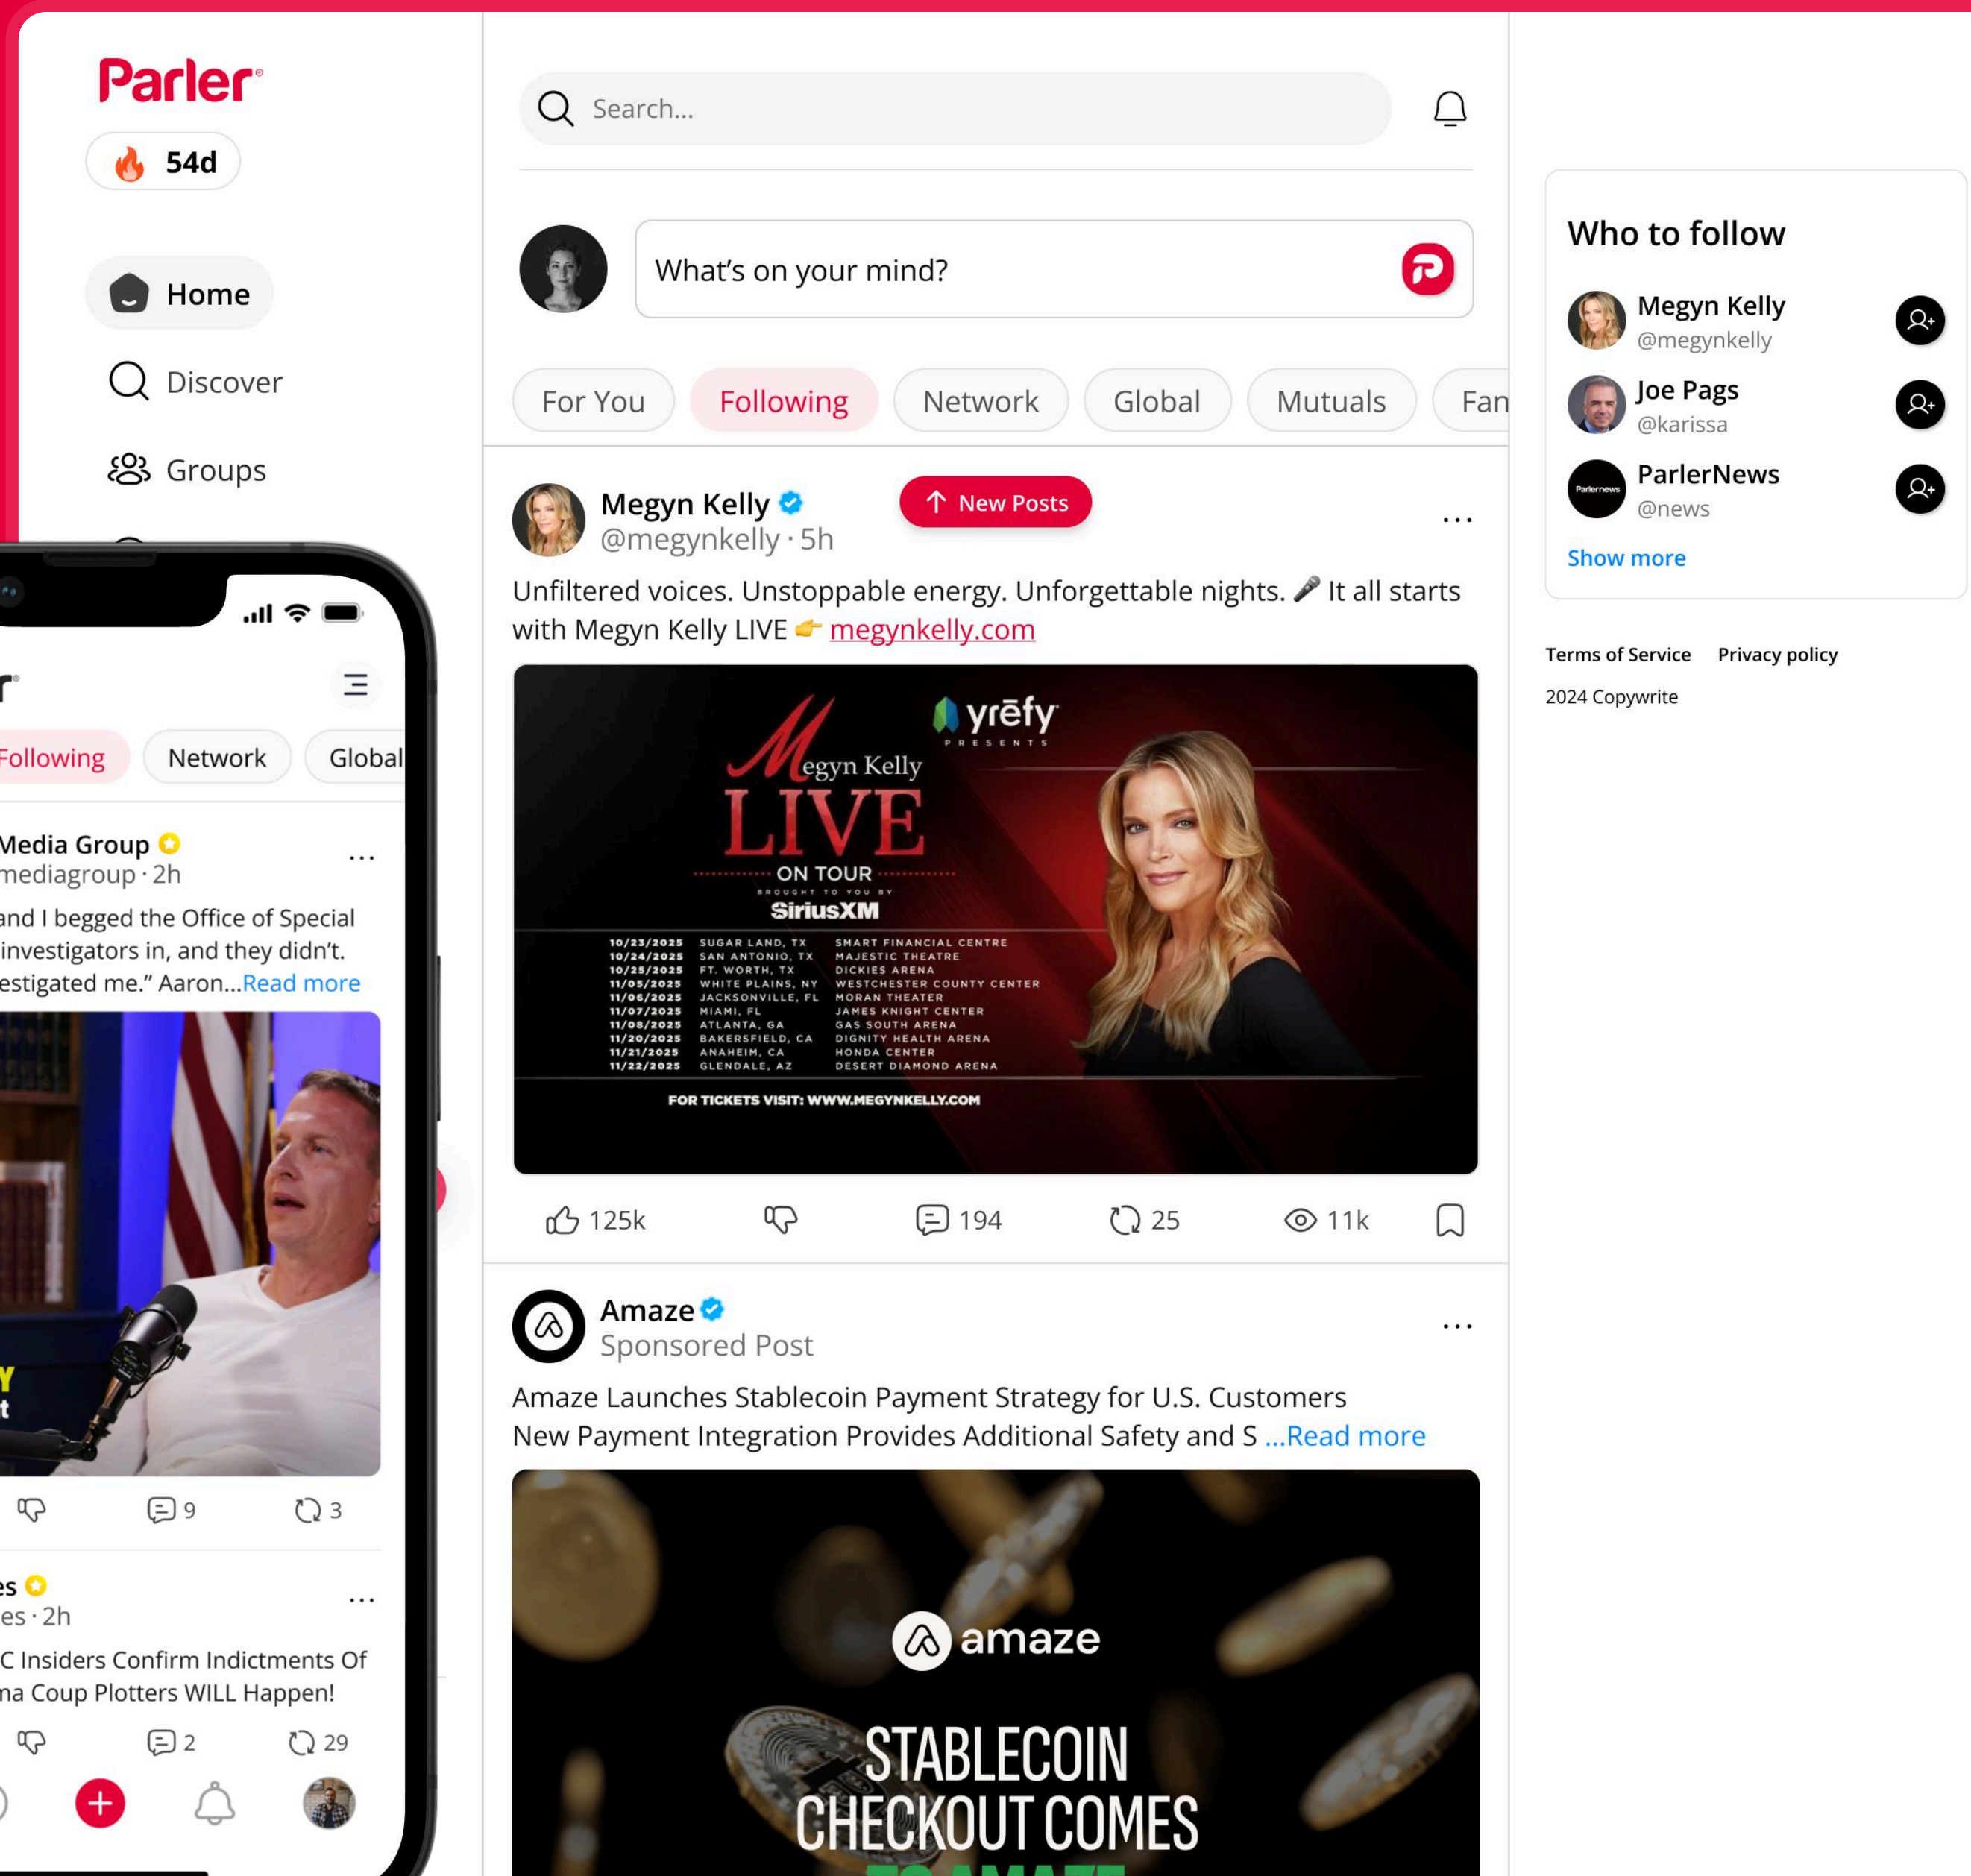 Parler
54d
Home
Discover
Groups
Search...
What's on your mind?
For You
Following
Network
Global
Mutuals
Fan
Megyn Kelly
@megynkelly · 5h
New Posts
Unfiltered voices. Unstoppable energy. Unforgettable nights. 🎤 It all starts
with Megyn Kelly LIVE 👉 megynkelly.com
yrēfy
PRESENTS
Megyn Kelly
LIVE
ON TOUR
BROUGHT TO YOU BY
SiriusXM
10/23/2025 SUGAR LAND, TX SMART FINANCIAL CENTRE
10/24/2025 SAN ANTONIO, TX MAJESTIC THEATRE
10/25/2025 FT. WORTH, TX DICKIES ARENA
11/05/2025 WHITE PLAINS, NY WESTCHESTER COUNTY CENTER
11/06/2025 JACKSONVILLE, FL MORAN THEATER
11/07/2025 MIAMI, FL JAMES KNIGHT CENTER
11/08/2025 ATLANTA, GA GAS SOUTH ARENA
11/20/2025 BAKERSFIELD, CA DIGNITY HEALTH ARENA
11/21/2025 ANAHEIM, CA HONDA CENTER
11/22/2025 GLENDALE, AZ DESERT DIAMOND ARENA
FOR TICKETS VISIT: WWW.MEGYNKELLY.COM
125k
194
25
11k
Amaze
Sponsored Post
Amaze Launches Stablecoin Payment Strategy for U.S. Customers
New Payment Integration Provides Additional Safety and S ...Read more
amaze
STABLECOIN
CHECKOUT COMES
TO AMAZE
Who to follow
Megyn Kelly
@megynkelly
Joe Pags
@karissa
Parlernews
ParlerNews
@news
Show more
Terms of Service Privacy policy
2024 Copywrite
r
Following
Network
Global
Media Group
mediagroup · 2h
and I begged the Office of Special
investigators in, and they didn't.
estigated me.” Aaron...Read more
Y
t
9
3
es
es · 2h
C Insiders Confirm Indictments Of
ma Coup Plotters WILL Happen!
2
29